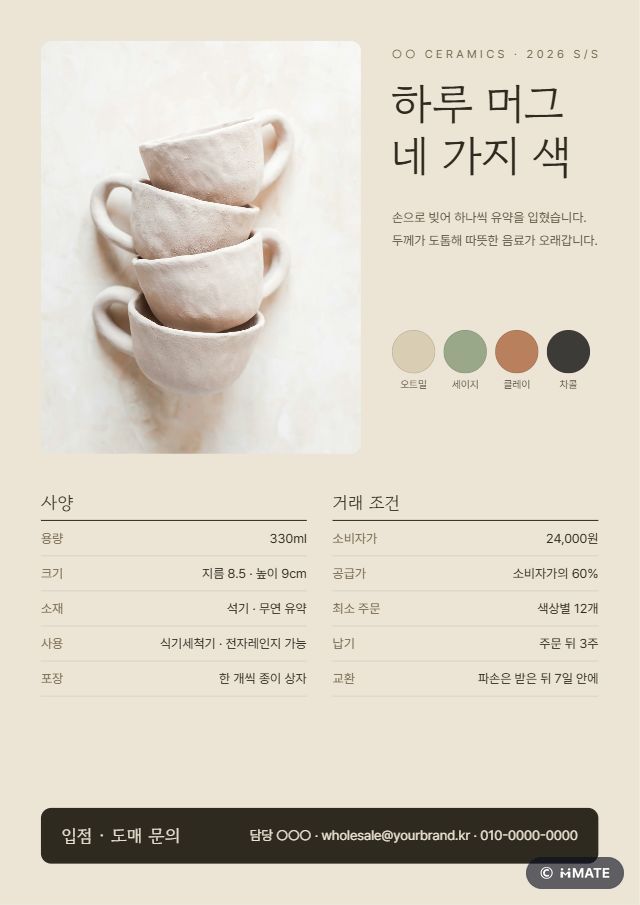 ○○ CERAMICS · 2026 S/S
하루 머그
네 가지 색
손으로 빚어 하나씩 유약을 입혔습니다.
두께가 도톰해 따뜻한 음료가 오래갑니다.
오트밀 세이지 클레이 차콜
사양
용량 330ml
크기 지름 8.5 · 높이 9cm
소재 석기 · 무연 유약
사용 식기세척기 · 전자레인지 가능
포장 한 개씩 종이 상자
거래 조건
소비자가 24,000원
공급가 소비자가의 60%
최소 주문 색상별 12개
납기 주문 뒤 3주
교환 파손은 받은 뒤 7일 안에
입점 · 도매 문의 담당 ○○○ · wholesale@yourbrand.kr · 010-0000-0000
© MMATE